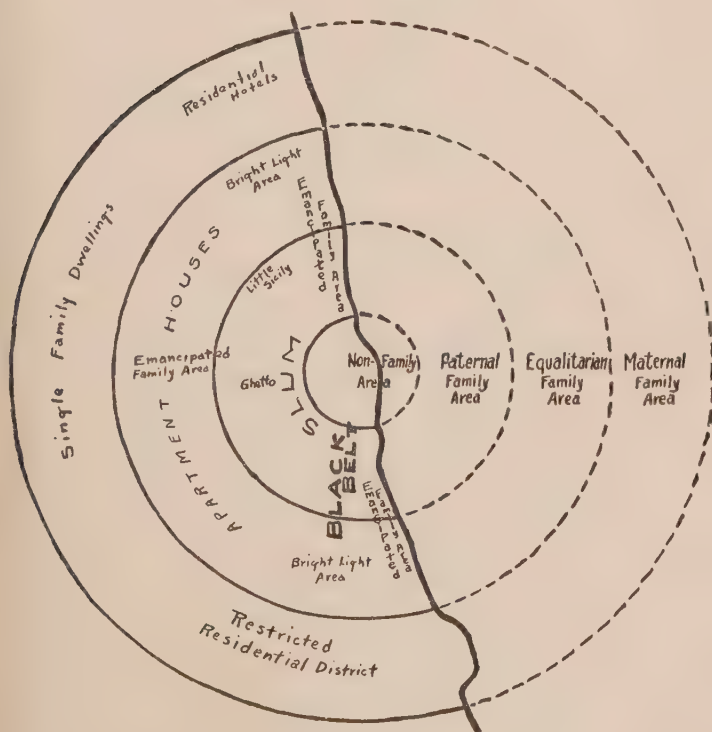 Residential
Hotels
Bright Light
Area
Emancipated
Family Area
Single Family Dwellings
APARTMENT HOUSES
Little Sicily
Emancipated
Family Area
Ghetto
SLUM
Non-Family
Area
Paternal
Family
Area
Equalitarian
Family
Area
Maternal
Family
Area
BLACK
BELT
Emancipated
Family Area
Bright Light
Area
Restricted
Residential District